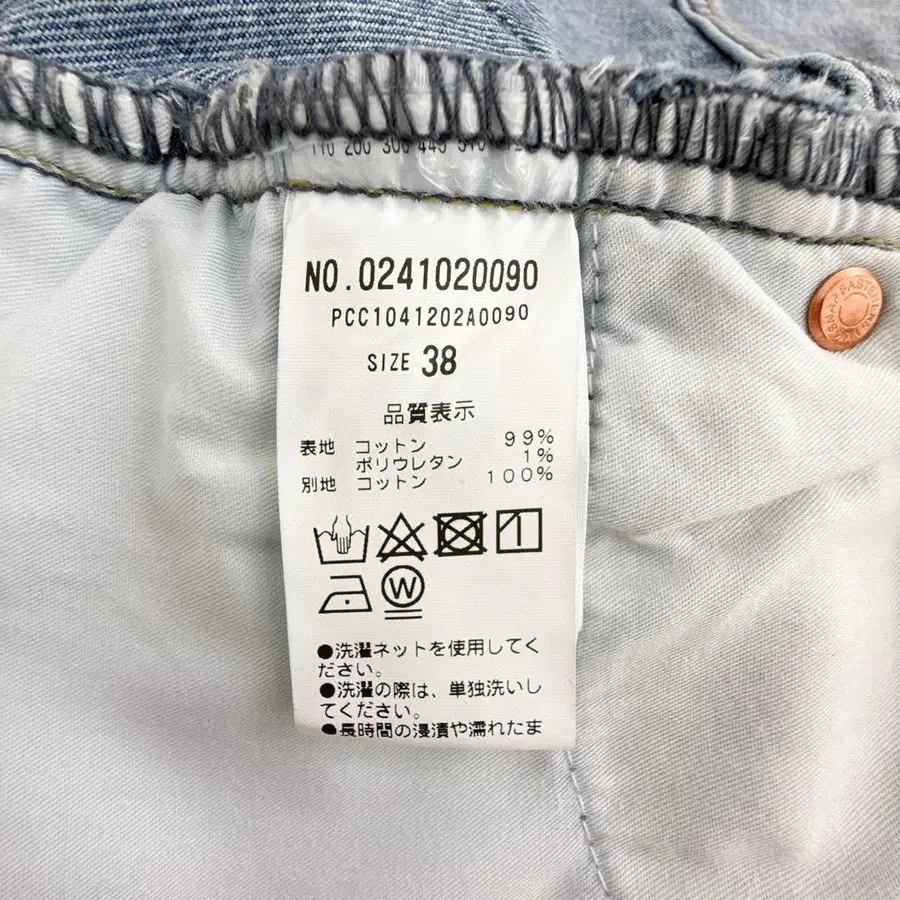 NO.0241020090
PCC1041202A0090
SIZE 38
品質表示
表地 コットン 99%
ポリウレタン 1%
別地 コットン 100%
W
●洗濯ネットを使用してく
ださい。
●洗濯の際は、単独洗いし
てください。
●長時間の浸漬や濡れたま